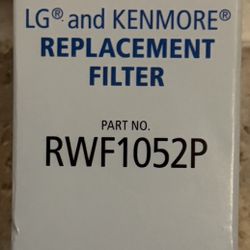 LG® and KENMORE®
REPLACEMENT
FILTER
PART NO.
RWF1052P